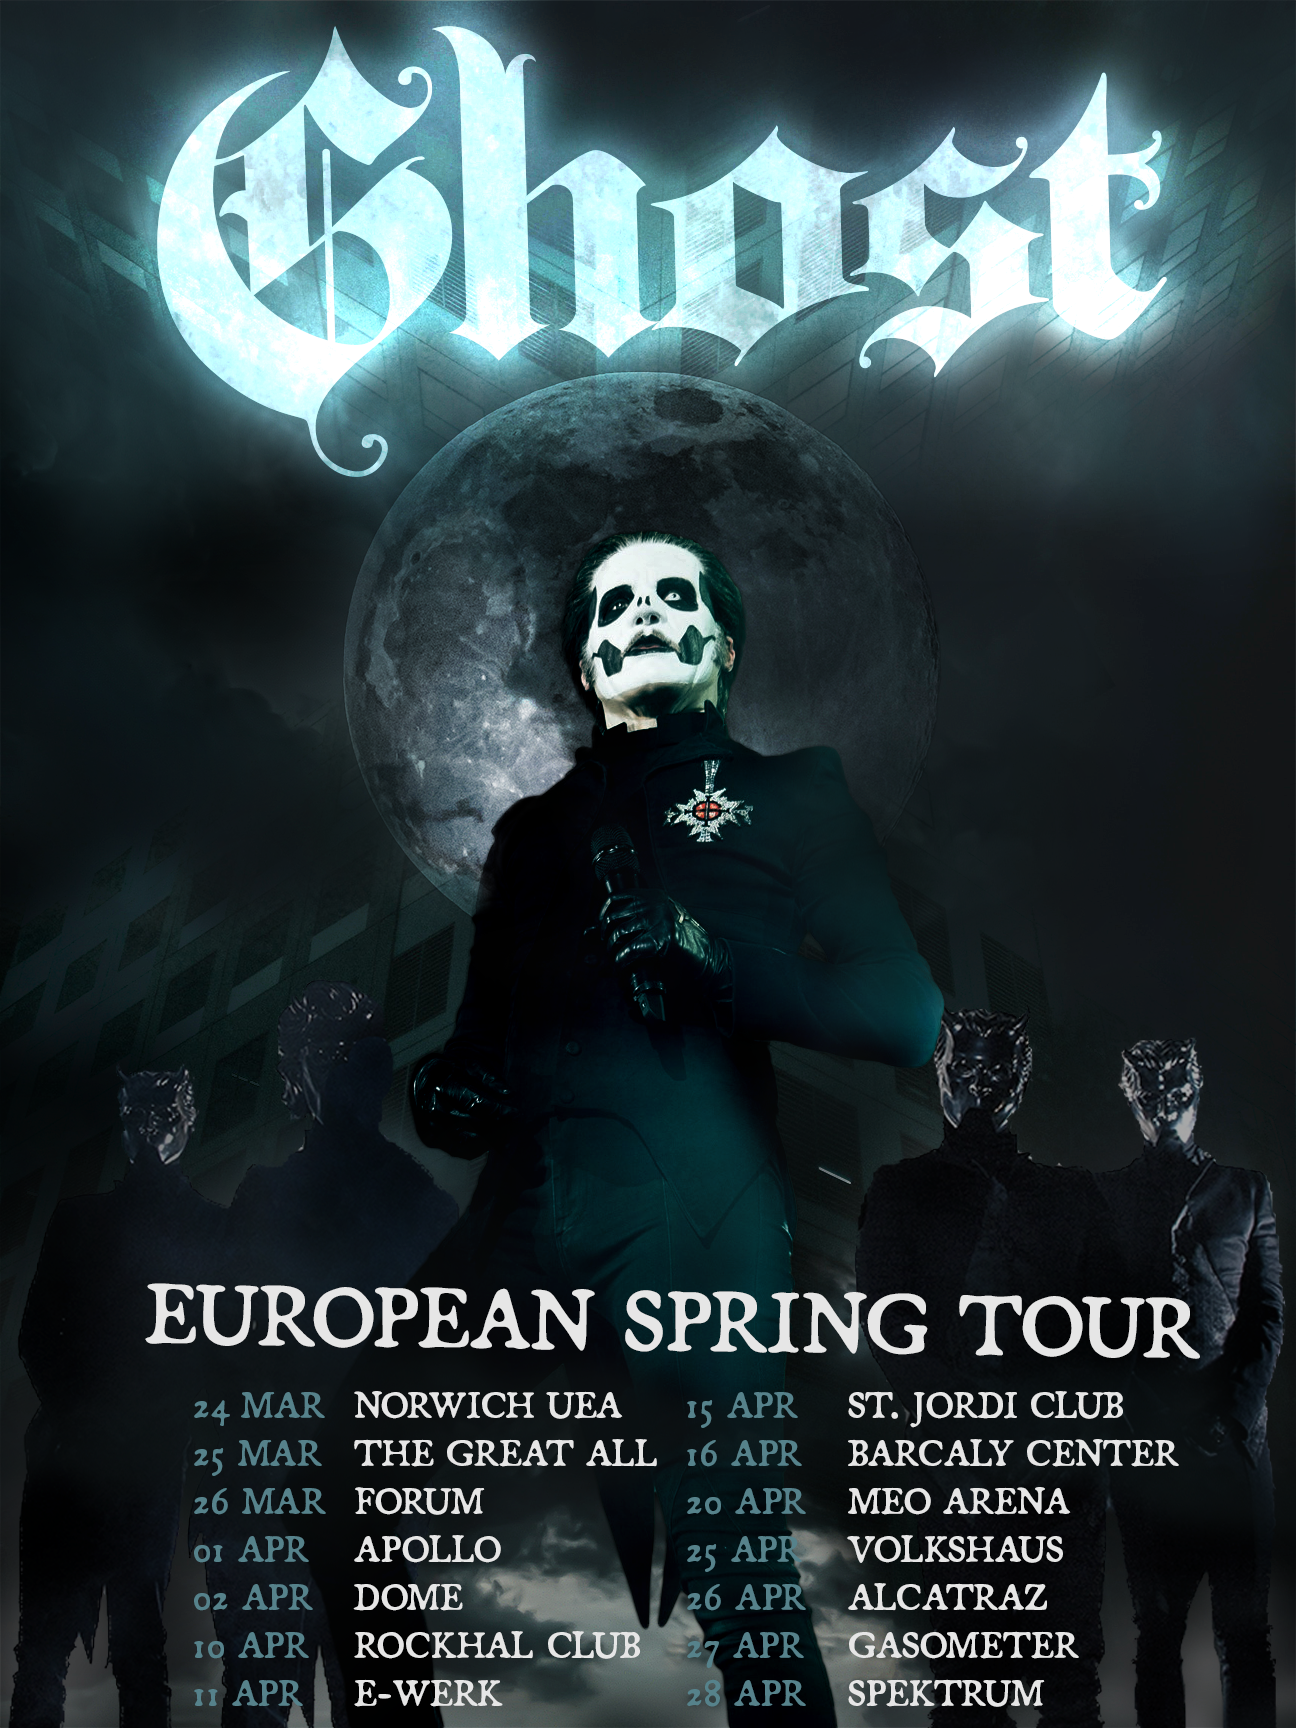 Ghost
EUROPEAN SPRING TOUR
24 MAR NORWICH UEA
25 MAR THE GREAT ALL
26 MAR FORUM
01 APR APOLLO
02 APR DOME
10 APR ROCKHAL CLUB
11 APR E-WERK
15 APR ST. JORDI CLUB
16 APR BARCALY CENTER
20 APR MEO ARENA
25 APR VOLKSHAUS
26 APR ALCATRAZ
27 APR GASOMETER
28 APR SPEKTRUM